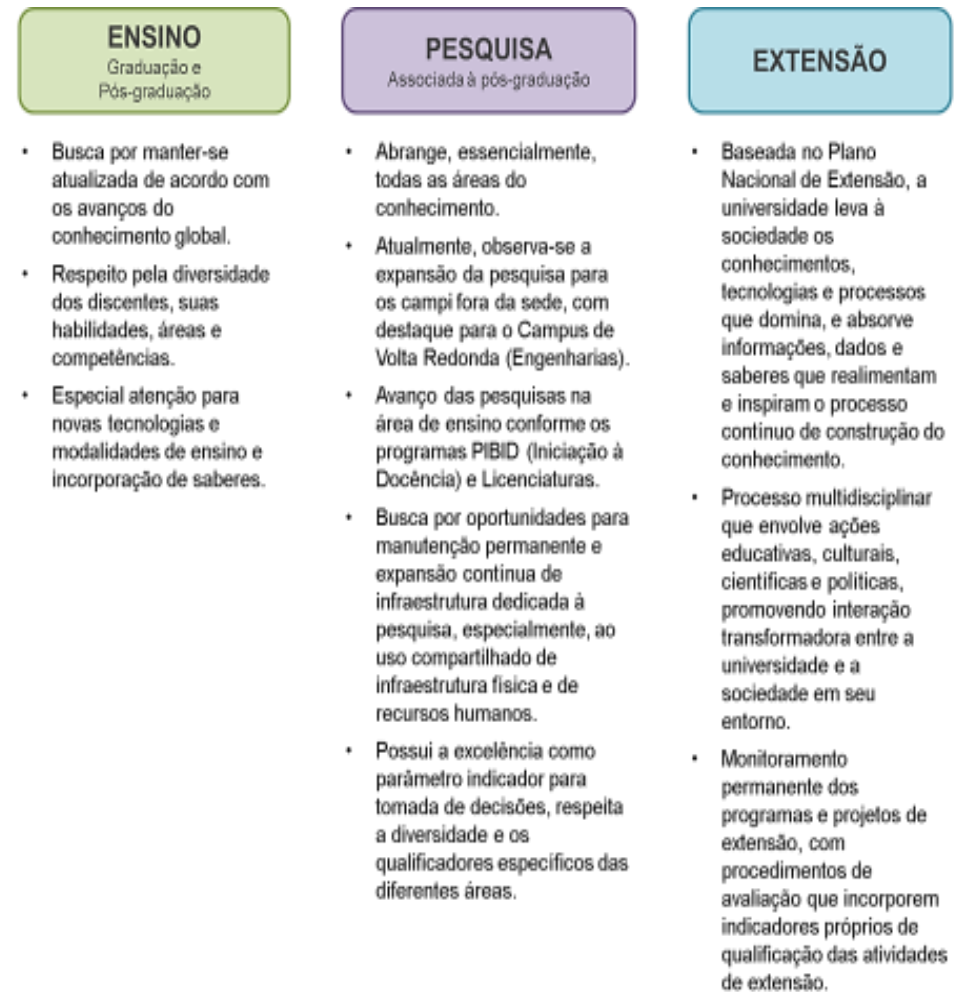 ENSINO
Graduação e
Pós-graduação
• Busca por manter-se
atualizada de acordo com
os avanços do
conhecimento global.
• Respeito pela diversidade
dos discentes, suas
habilidades, áreas e
competências.
• Especial atenção para
novas tecnologias e
modalidades de ensino e
incorporação de saberes.
PESQUISA
Associada à pós-graduação
• Abrange, essencialmente,
todas as áreas do
conhecimento.
• Atualmente, observa-se a
expansão da pesquisa para
os campi fora da sede, com
destaque para o Campus de
Volta Redonda (Engenharias).
• Avanço das pesquisas na
área de ensino conforme os
programas PIBID (Iniciação à
Docência) e Licenciaturas.
• Busca por oportunidades para
manutenção permanente e
expansão contínua de
infraestrutura dedicada à
pesquisa, especialmente, ao
uso compartilhado de
infraestrutura física e de
recursos humanos.
• Possui a excelência como
parâmetro indicador para
tomada de decisões, respeita
a diversidade e os
qualificadores específicos das
diferentes áreas.
EXTENSÃO
• Baseada no Plano
Nacional de Extensão, a
universidade leva à
sociedade os
conhecimentos,
tecnologias e processos
que domina, e absorve
informações, dados e
saberes que realimentam
e inspiram o processo
contínuo de construção do
conhecimento.
• Processo multidisciplinar
que envolve ações
educativas, culturais,
científicas e políticas,
promovendo interação
transformadora entre a
universidade e a
sociedade em seu
entorno.
• Monitoramento
permanente dos
programas e projetos de
extensão, com
procedimentos de
avaliação que incorporem
indicadores próprios de
qualificação das atividades
de extensão.